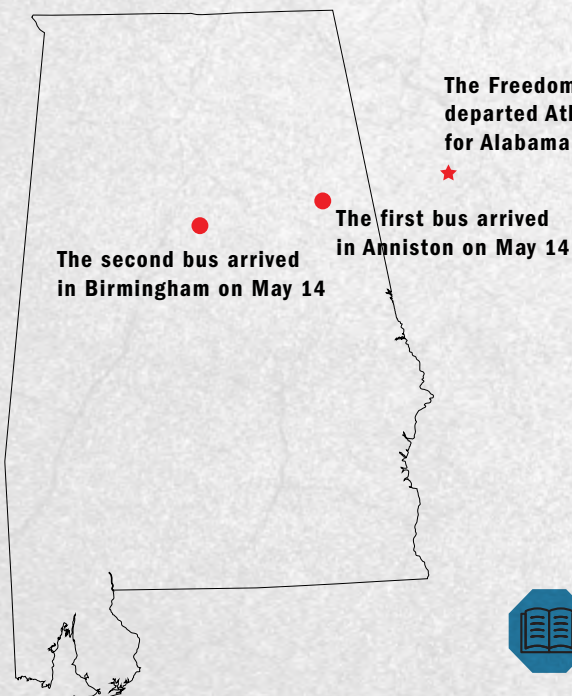 The Freedom
departed
for Alabama
The first bus arrived
in Anniston on May 14
The second bus arrived
in Birmingham on May 14